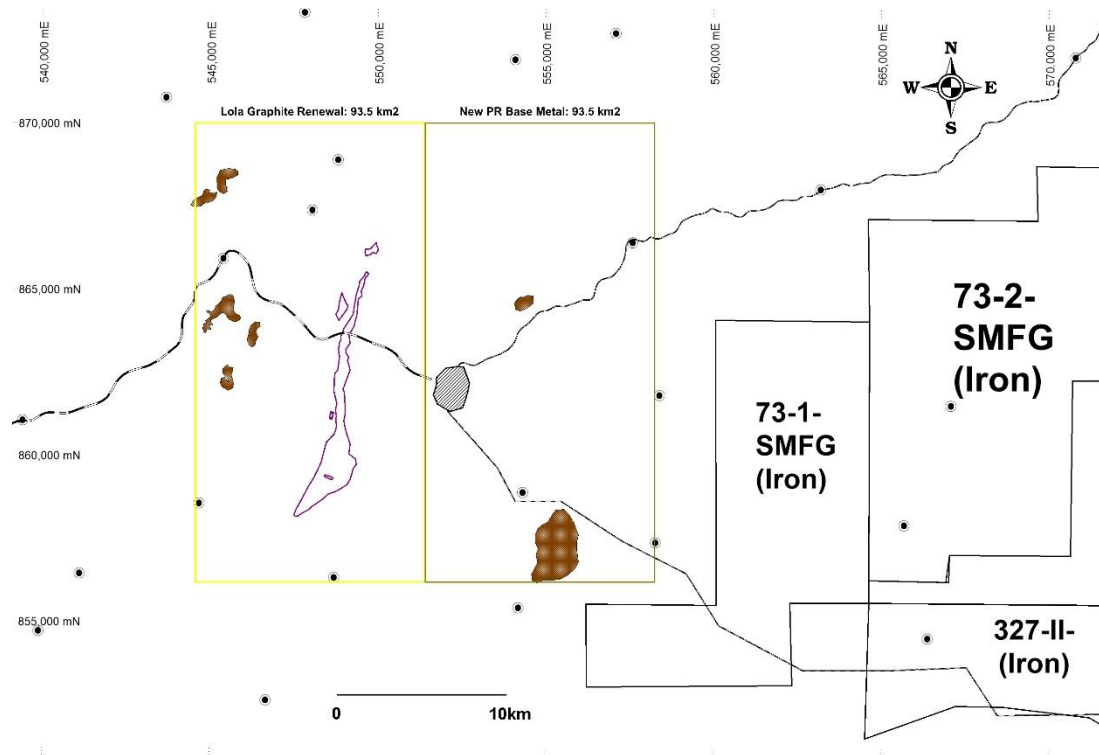 540,000 mE
545,000 mE
550,000 mE
555,000 mE
560,000 mE
565,000 mE
570,000 mE
N
W E
S
Lola Graphite Renewal: 93.5 km2
New PR Base Metal: 93.5 km2
870,000 mN
865,000 mN
860,000 mN
855,000 mN
73-2-
SMFG
(Iron)
73-1-
SMFG
(Iron)
327-II-
(Iron)
0 10km